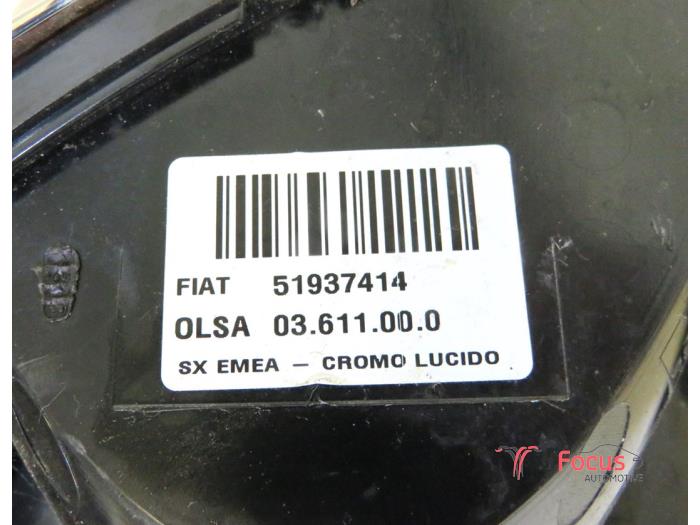 FIAT 51937414
OLSA 03.611.00.0
SX EMEA – CROMO LUCIDO
Focus
AUTOMOTIVE